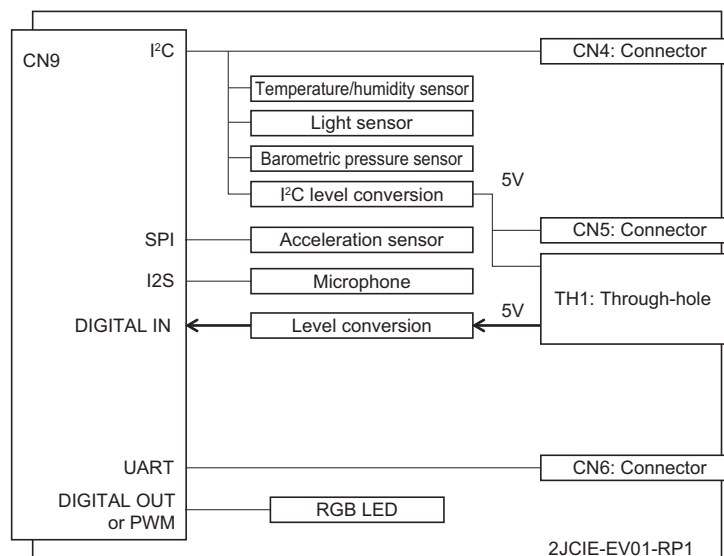 CN9
I²C
CN4: Connector
Temperature/humidity sensor
Light sensor
Barometric pressure sensor
I²C level conversion
5V
CN5: Connector
SPI
Acceleration sensor
I2S
Microphone
TH1: Through-hole
DIGITAL IN
Level conversion
5V
UART
CN6: Connector
DIGITAL OUT
or PWM
RGB LED
2JCIE-EV01-RP1